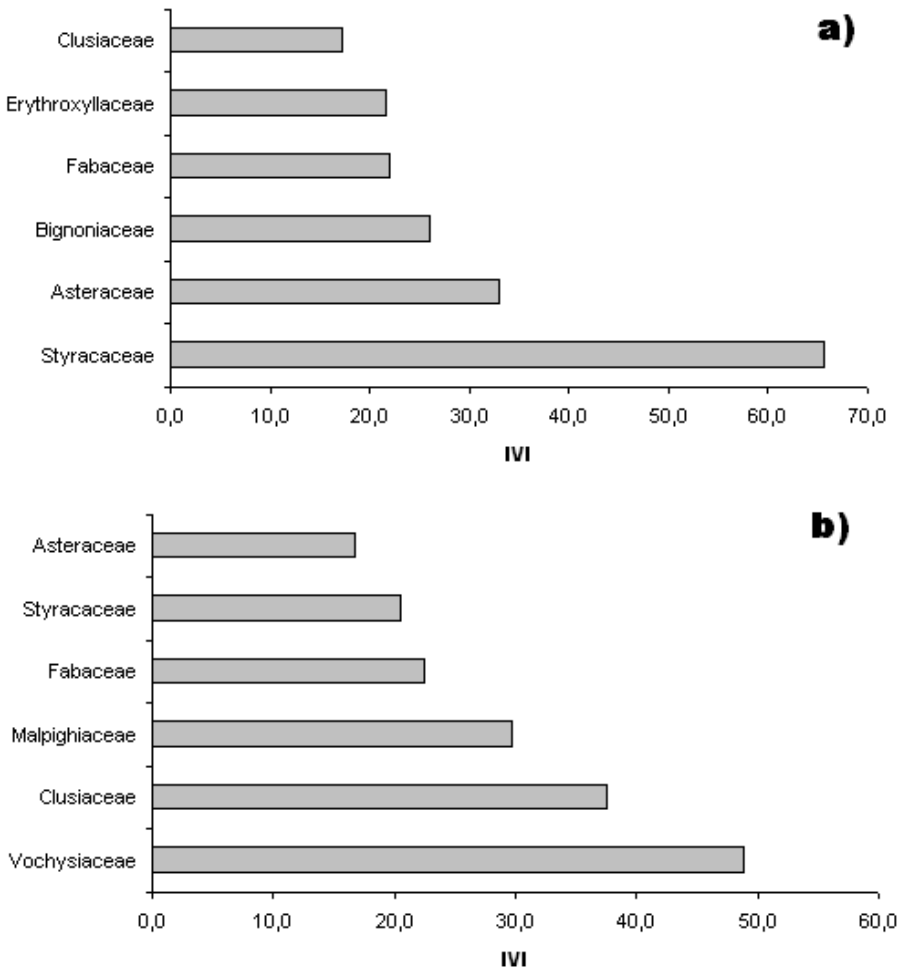 a)
Clusiaceae
Erythroxyllaceae
Fabaceae
Bignoniaceae
Asteraceae
Styracaceae
0,0 10,0 20,0 30,0 40,0 50,0 60,0 70,0
IVI
b)
Asteraceae
Styracaceae
Fabaceae
Malpighiaceae
Clusiaceae
Vochysiaceae
0,0 10,0 20,0 30,0 40,0 50,0 60,0
IVI